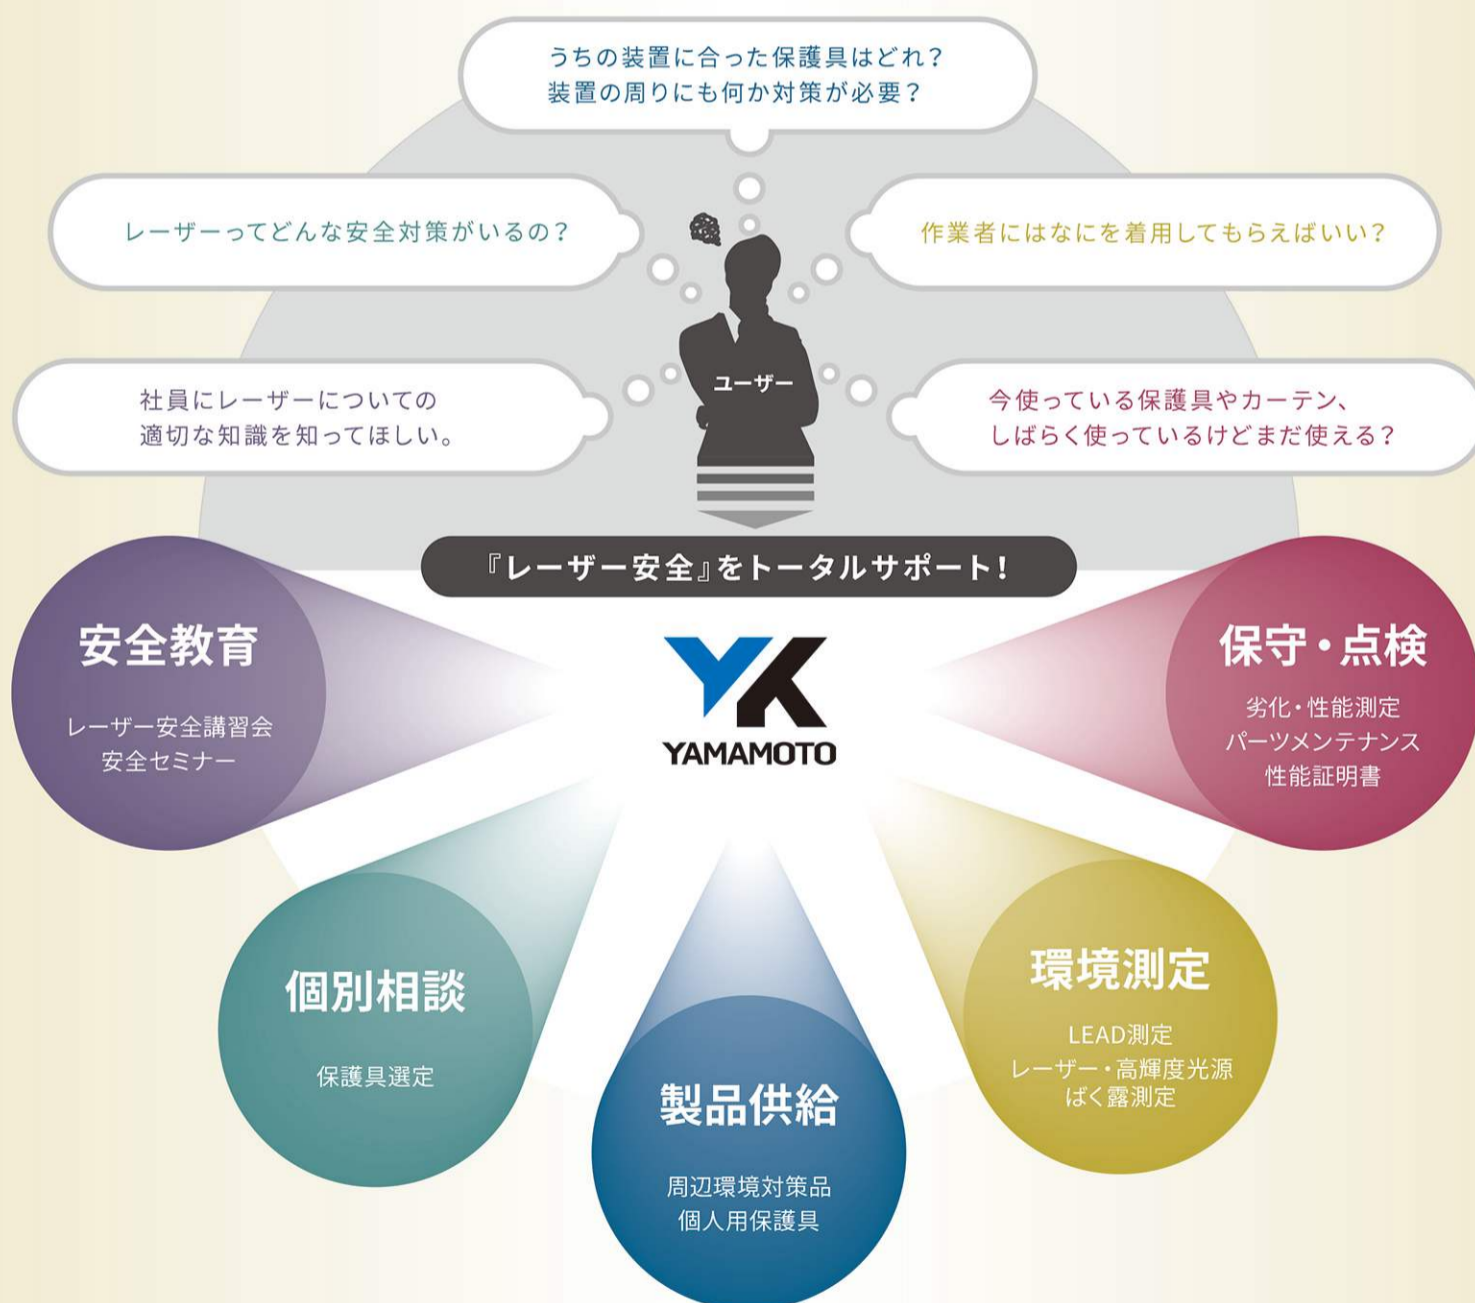 うちの装置に合った保護具はどれ？
装置の周りにも何か対策が必要？
レーザーってどんな安全対策がいるの？
作業者にはなにを着用してもらえばいい？
社員にレーザーについての
適切な知識を知ってほしい。
ユーザー
今使っている保護具やカーテン、
しばらく使っているけどまだ使える？
『レーザー安全』をトータルサポート！
YK
YAMAMOTO
安全教育
レーザー安全講習会
安全セミナー
保守・点検
劣化・性能測定
パーツメンテナンス
性能証明書
個別相談
保護具選定
環境測定
LEAD測定
レーザー・高輝度光源
ばく露測定
製品供給
周辺環境対策品
個人用保護具